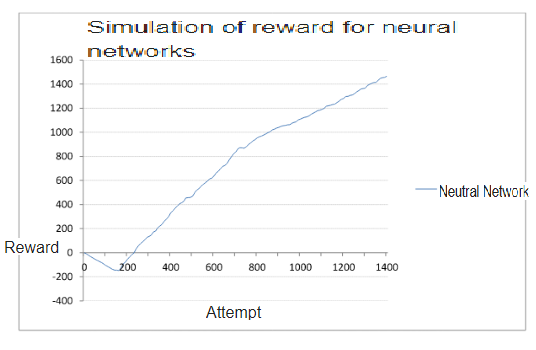 Simulation of reward for neural
networks
1600
1400
1200
1000
800
600
400
200
Reward 0
-200
-400
0 200 400 600 800 1000 1200 1400
Attempt
Neutral Network